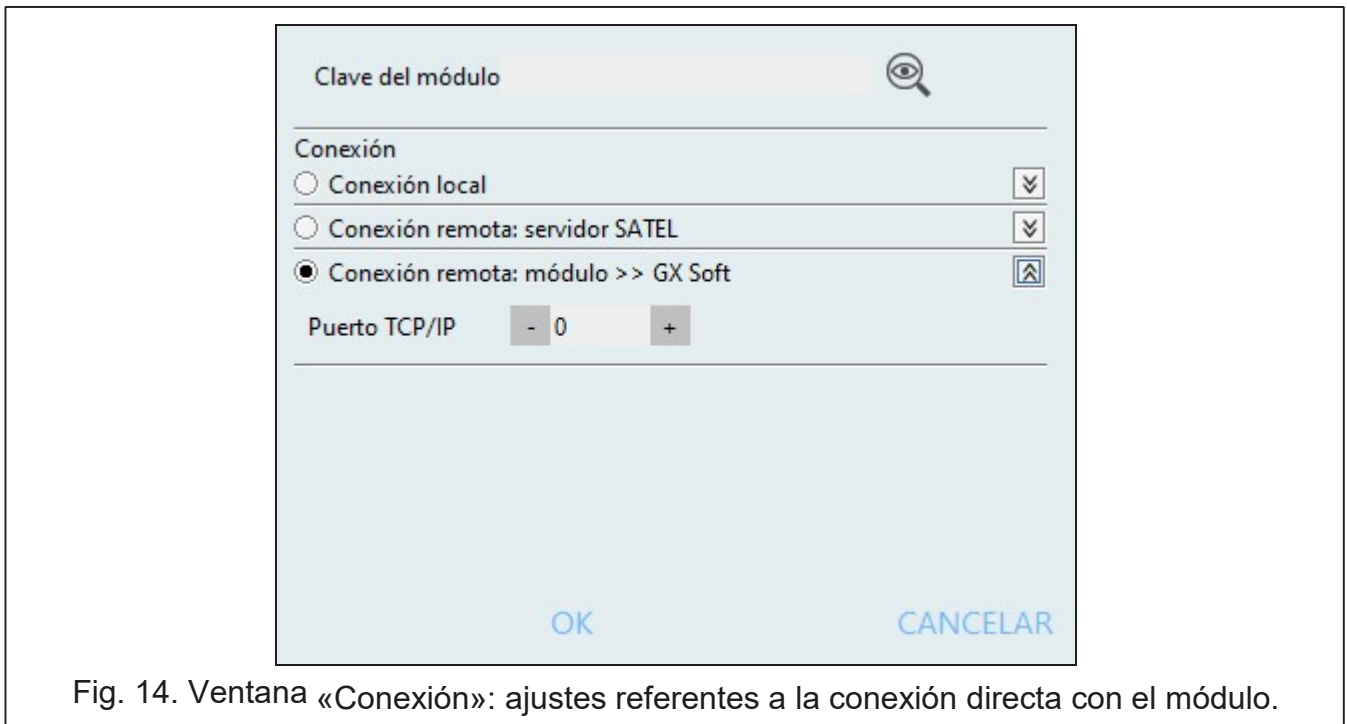 Clave del módulo
Conexión
Conexión local
Conexión remota: servidor SATEL
Conexión remota: módulo >> GX Soft
Puerto TCP/IP - 0 +
OK CANCELAR
Fig. 14. Ventana «Conexión»: ajustes referentes a la conexión directa con el módulo.